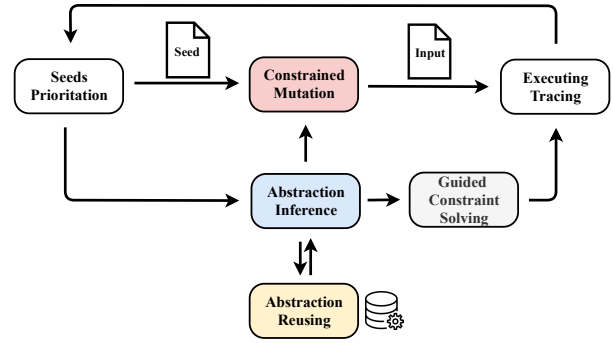 Seed
Input
Seeds
Prioritation
Constrained
Mutation
Executing
Tracing
Abstraction
Inference
Guided
Constraint
Solving
Abstraction
Reusing